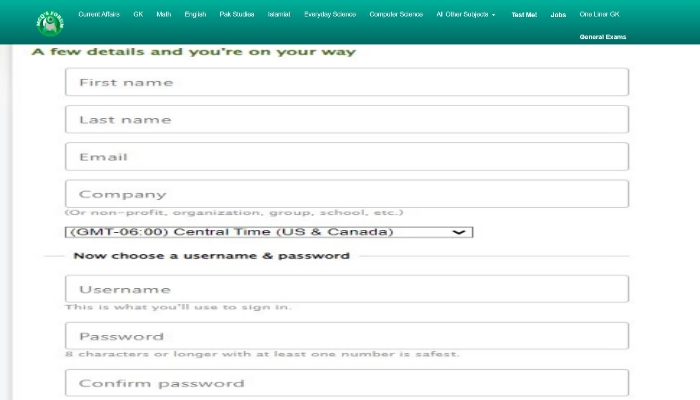 MCQ'S FORUM
Current Affairs GK Math English Pak Studies Islamiat Everyday Science Computer Science All Other Subjects Test Me! Jobs One Liner GK
General Exams
A few details and you're on your way
First name
Last name
Email
Company
(Or non-profit, organization, group, school, etc.)
(GMT-06:00) Central Time (US & Canada)
Now choose a username & password
Username
This is what you'll use to sign in.
Password
8 characters or longer with at least one number is safest.
Confirm password